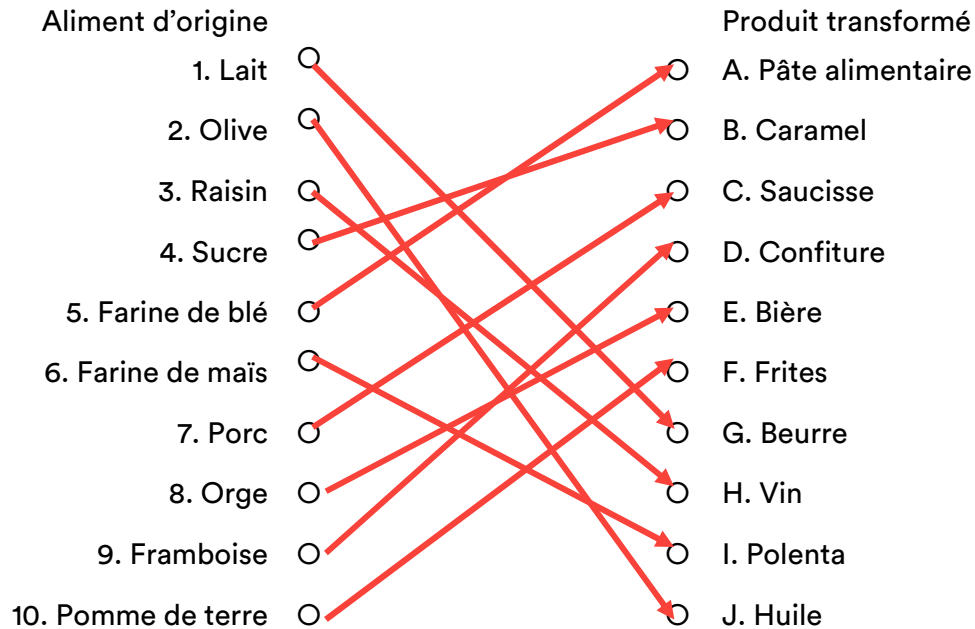 Aliment d’origine
Produit transformé
1. Lait
A. Pâte alimentaire
2. Olive
B. Caramel
3. Raisin
C. Saucisse
4. Sucre
D. Confiture
5. Farine de blé
E. Bière
6. Farine de maïs
F. Frites
7. Porc
G. Beurre
8. Orge
H. Vin
9. Framboise
I. Polenta
10. Pomme de terre
J. Huile